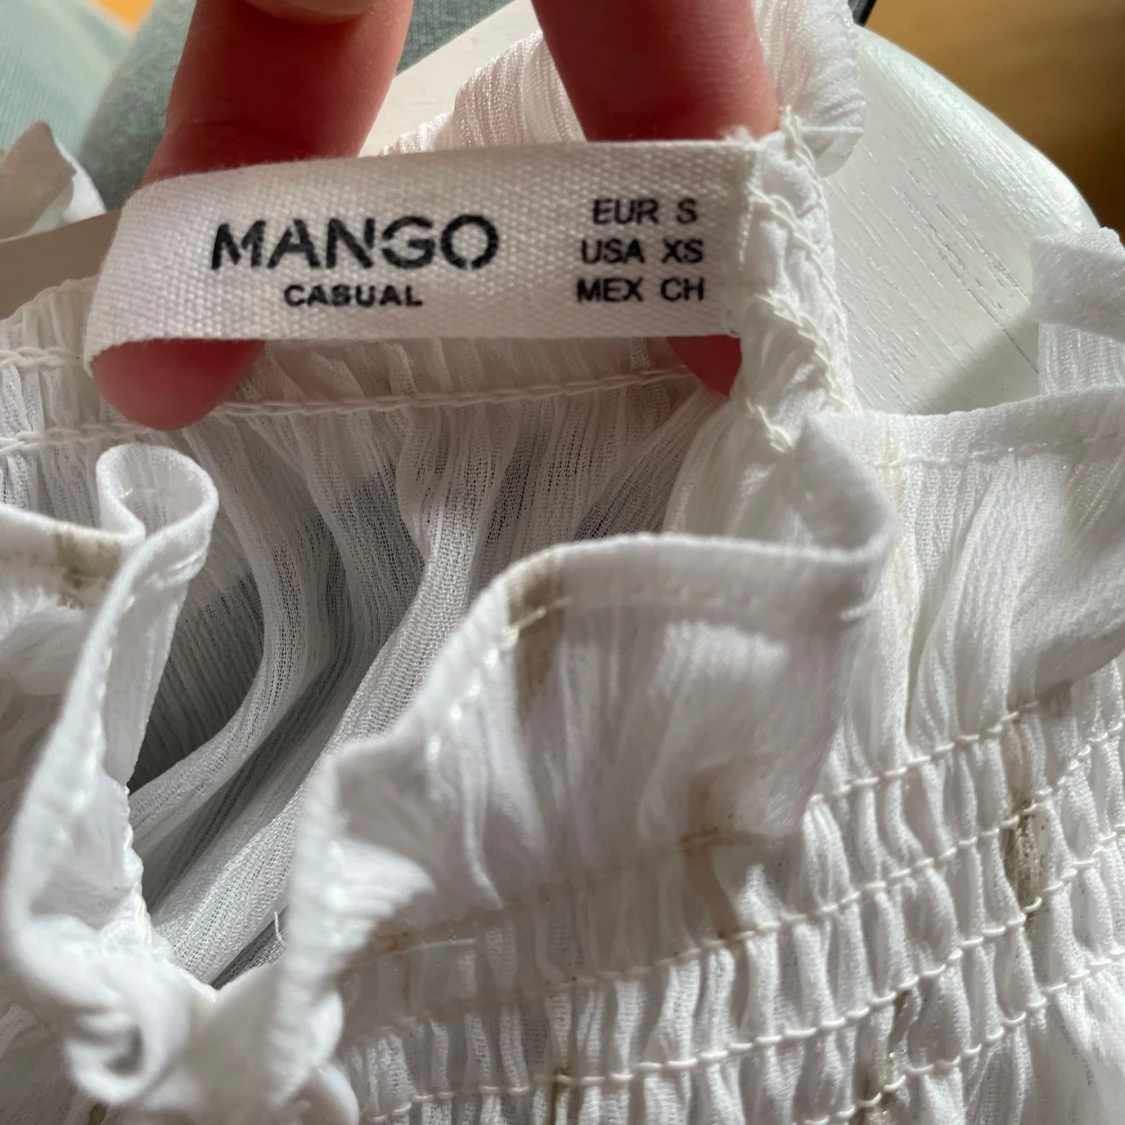 MANGO
CASUAL
EUR S
USA XS
MEX CH